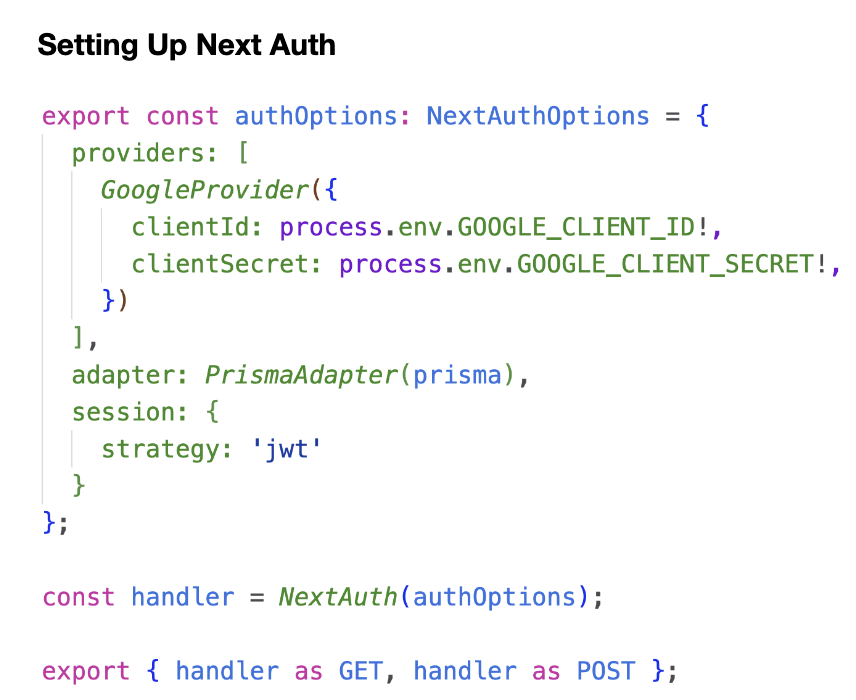 Setting Up Next Auth
export const authOptions: NextAuthOptions = {
  providers: [
    GoogleProvider({
      clientId: process.env.GOOGLE_CLIENT_ID!,
      clientSecret: process.env.GOOGLE_CLIENT_SECRET!,
    })
  ],
  adapter: PrismaAdapter(prisma),
  session: {
    strategy: 'jwt'
  }
};
const handler = NextAuth(authOptions);
export { handler as GET, handler as POST };